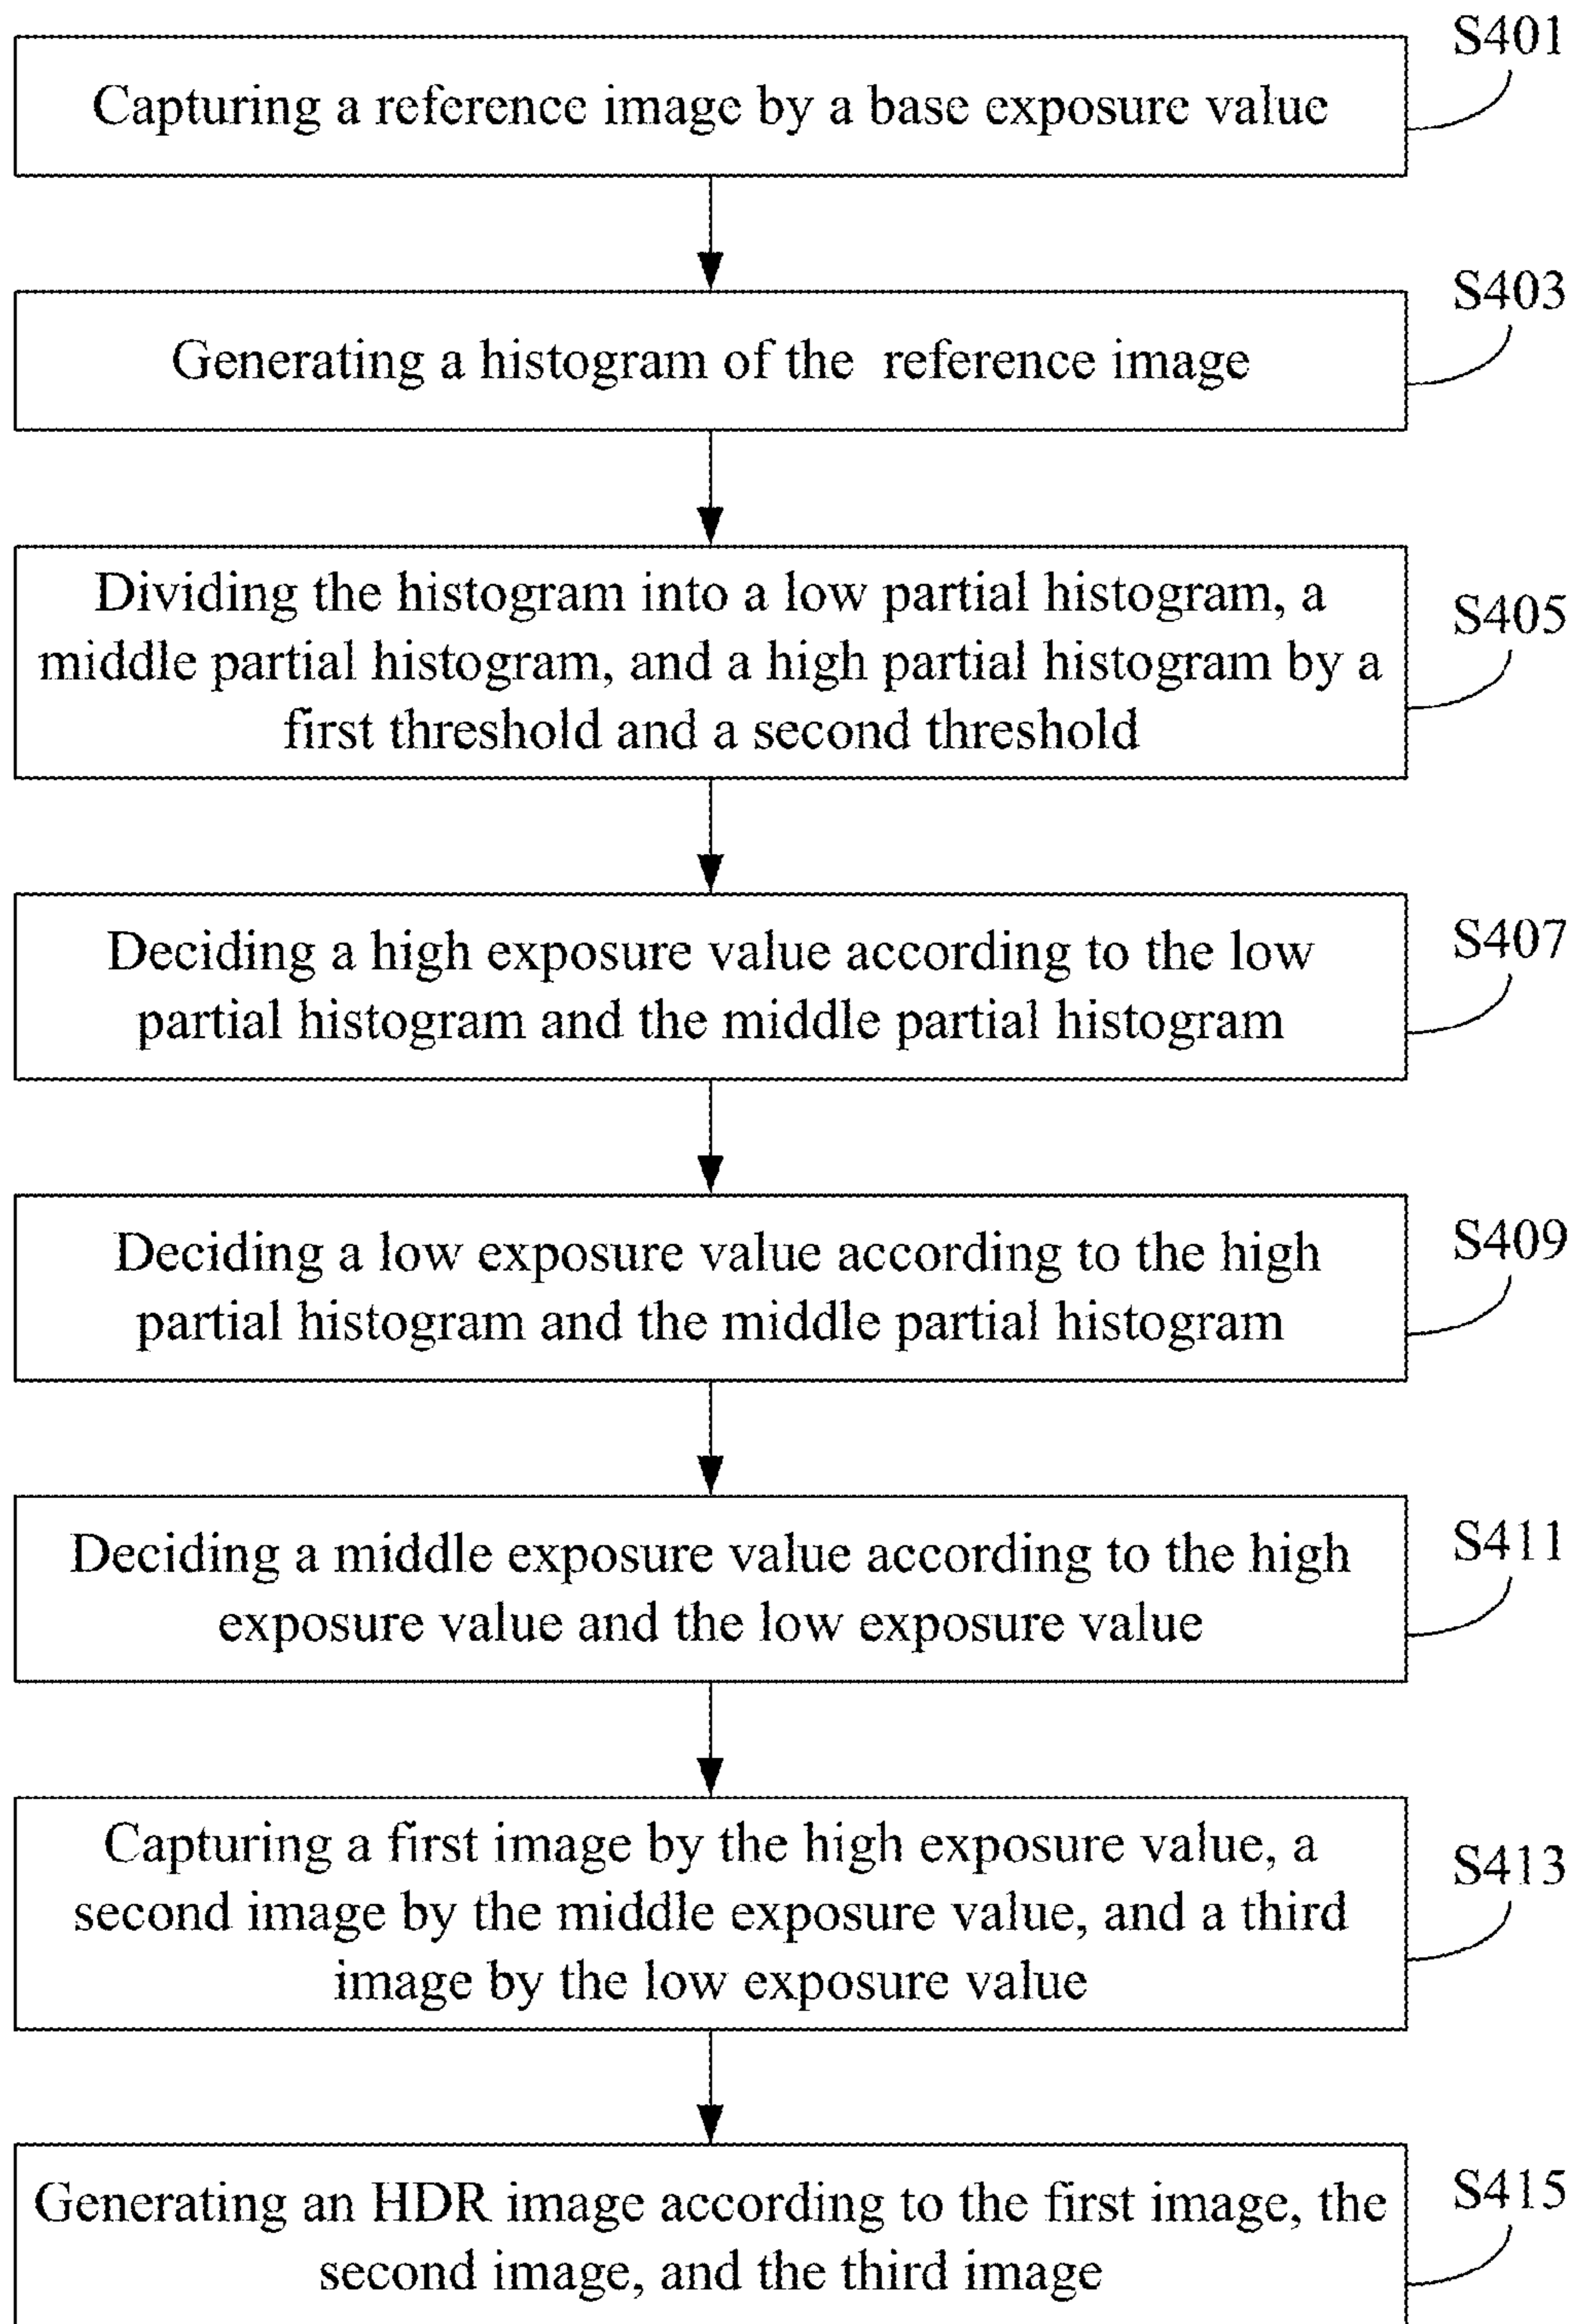 S401
Capturing a reference image by a base exposure value
S403
Generating a histogram of the reference image
S405
Dividing the histogram into a low partial histogram, a
middle partial histogram, and a high partial histogram by a
first threshold and a second threshold
S407
Deciding a high exposure value according to the low
partial histogram and the middle partial histogram
S409
Deciding a low exposure value according to the high
partial histogram and the middle partial histogram
S411
Deciding a middle exposure value according to the high
exposure value and the low exposure value
S413
Capturing a first image by the high exposure value, a
second image by the middle exposure value, and a third
image by the low exposure value
S415
Generating an HDR image according to the first image, the
second image, and the third image